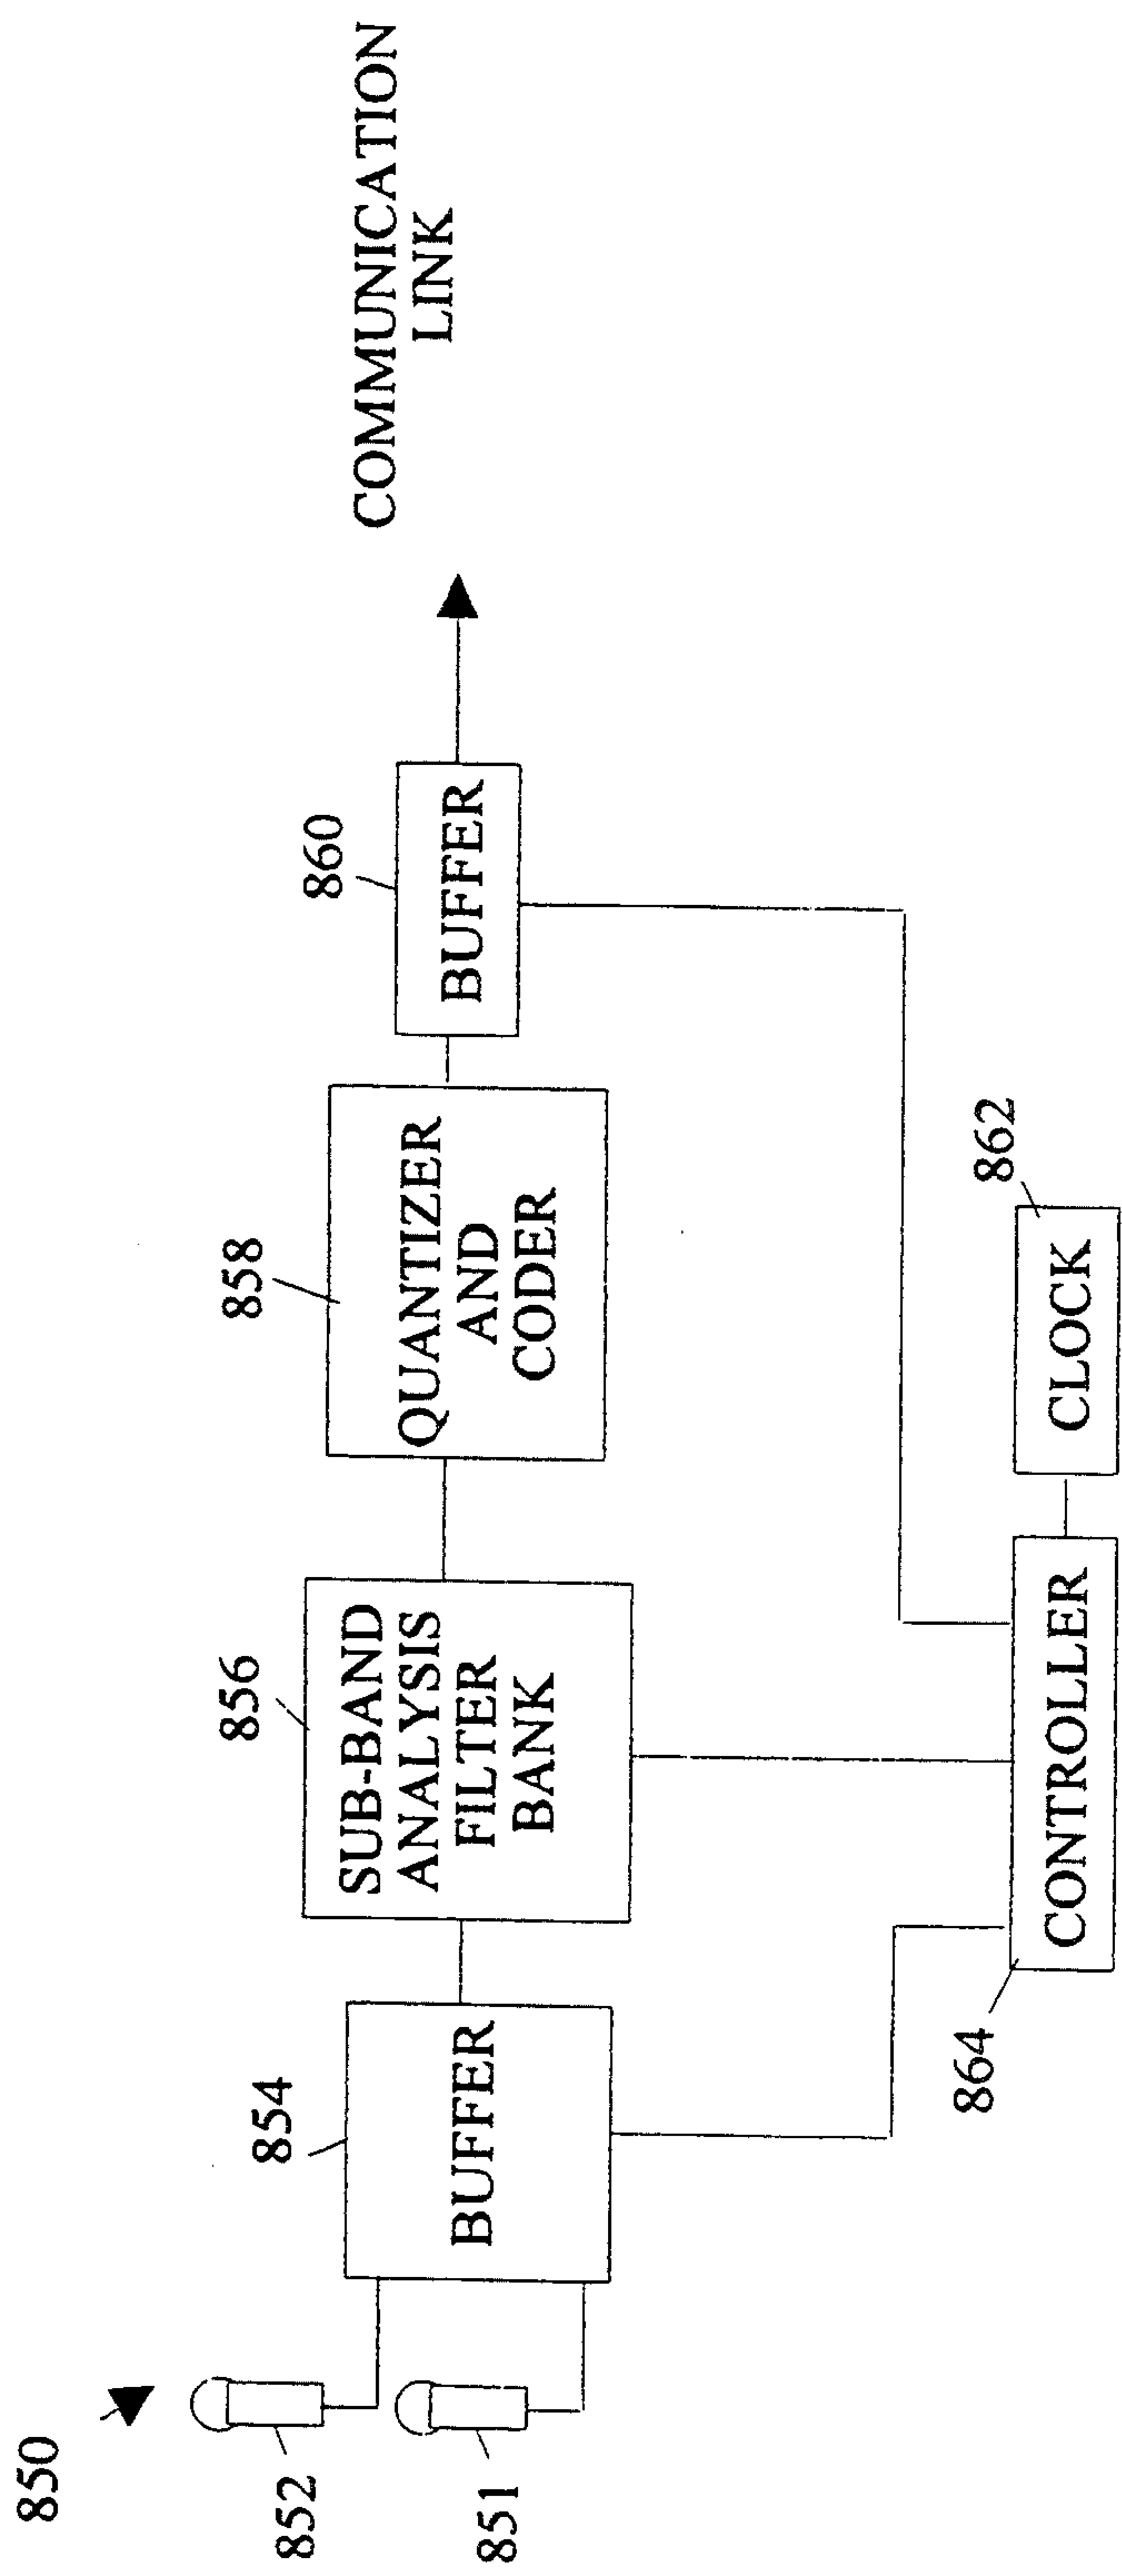 850
852
851
854
BUFFER
856
SUB-BAND
ANALYSIS
FILTER
BANK
858
QUANTIZER
AND
CODER
860
BUFFER
COMMUNICATION
LINK
864
CONTROLLER
862
CLOCK